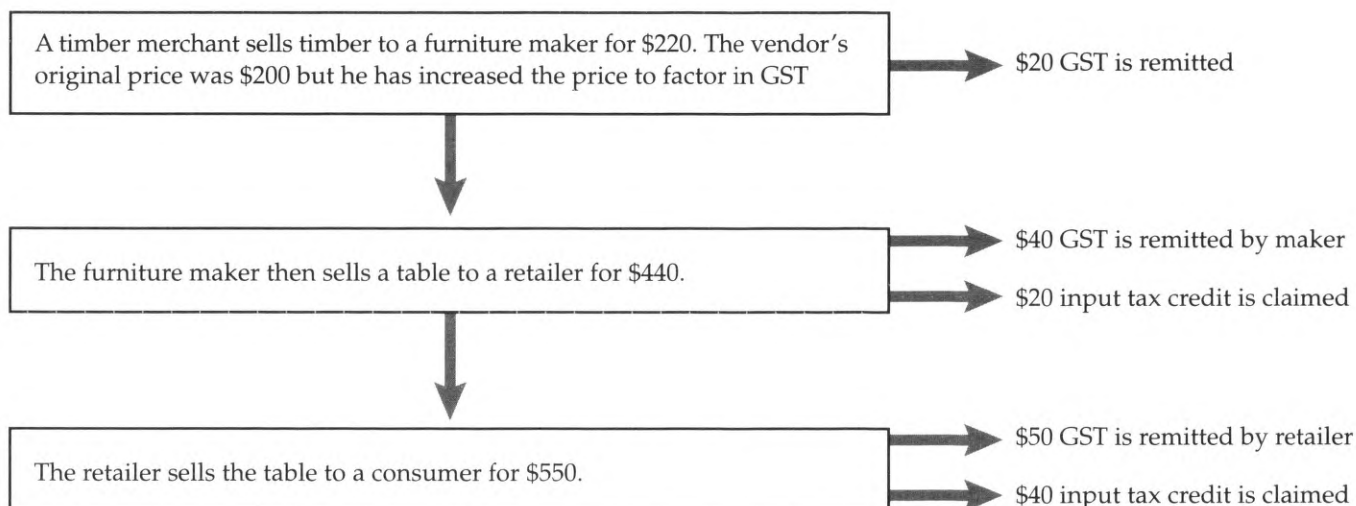 A timber merchant sells timber to a furniture maker for $220. The vendor's
original price was $200 but he has increased the price to factor in GST
$20 GST is remitted
The furniture maker then sells a table to a retailer for $440.
$40 GST is remitted by maker
$20 input tax credit is claimed
The retailer sells the table to a consumer for $550.
$50 GST is remitted by retailer
$40 input tax credit is claimed